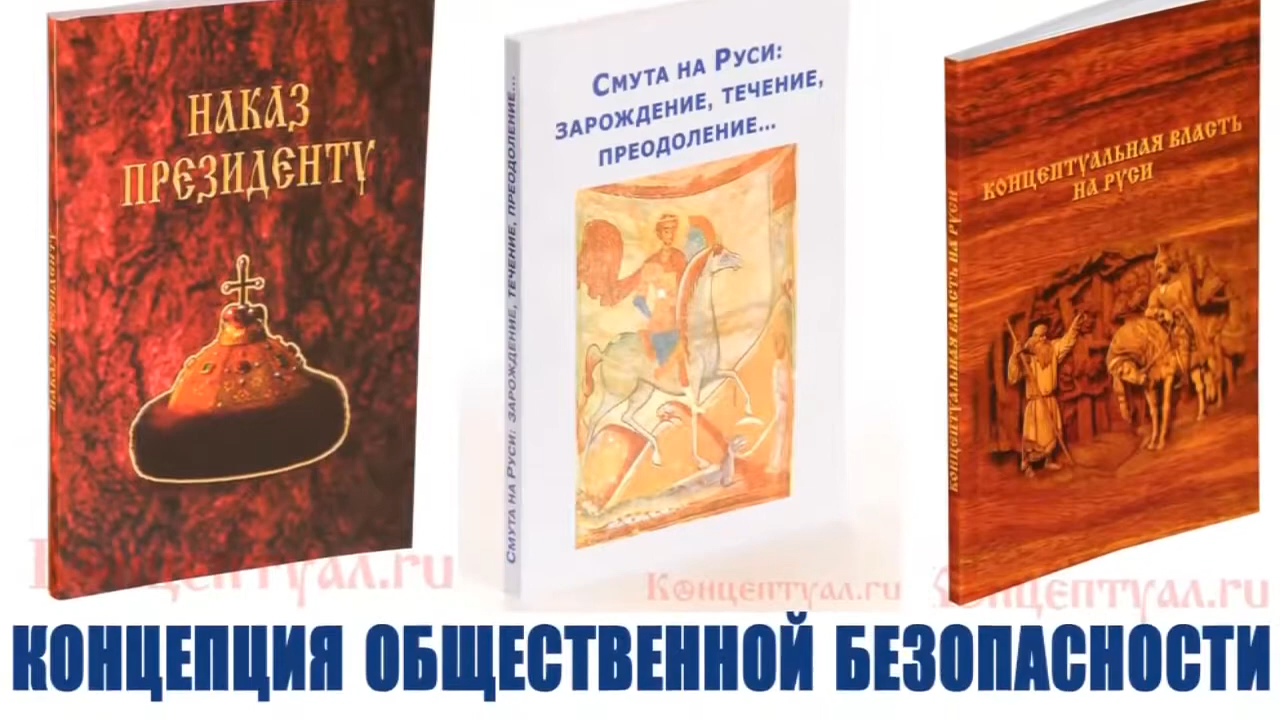 НАКАЗ
ПРЕЗИДЕНТУ
НАКАЗ ПРЕЗИДЕНТУ
Концептуал.ru
Смута на Руси:
зарождение, течение,
преодоление...
Смута на Руси: зарождение, течение, преодоление...
Концептуал.ru
КОНЦЕПТУАЛЬНАЯ ВЛАСТЬ
НА РУСИ
КОНЦЕПТУАЛЬНАЯ ВЛАСТЬ НА РУСИ
Концептуал.ru
КОНЦЕПЦИЯ ОБЩЕСТВЕННОЙ БЕЗОПАСНОСТИ